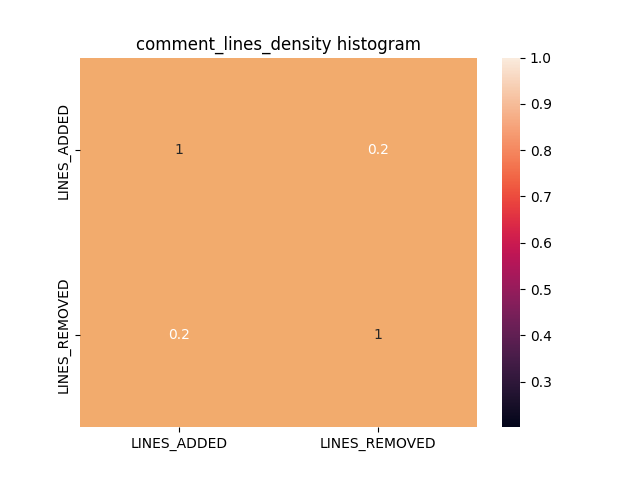 comment_lines_density histogram
LINES_ADDED
LINES_REMOVED
1
0.2
0.2
1
LINES_ADDED
LINES_REMOVED
1.0
0.9
0.8
0.7
0.6
0.5
0.4
0.3